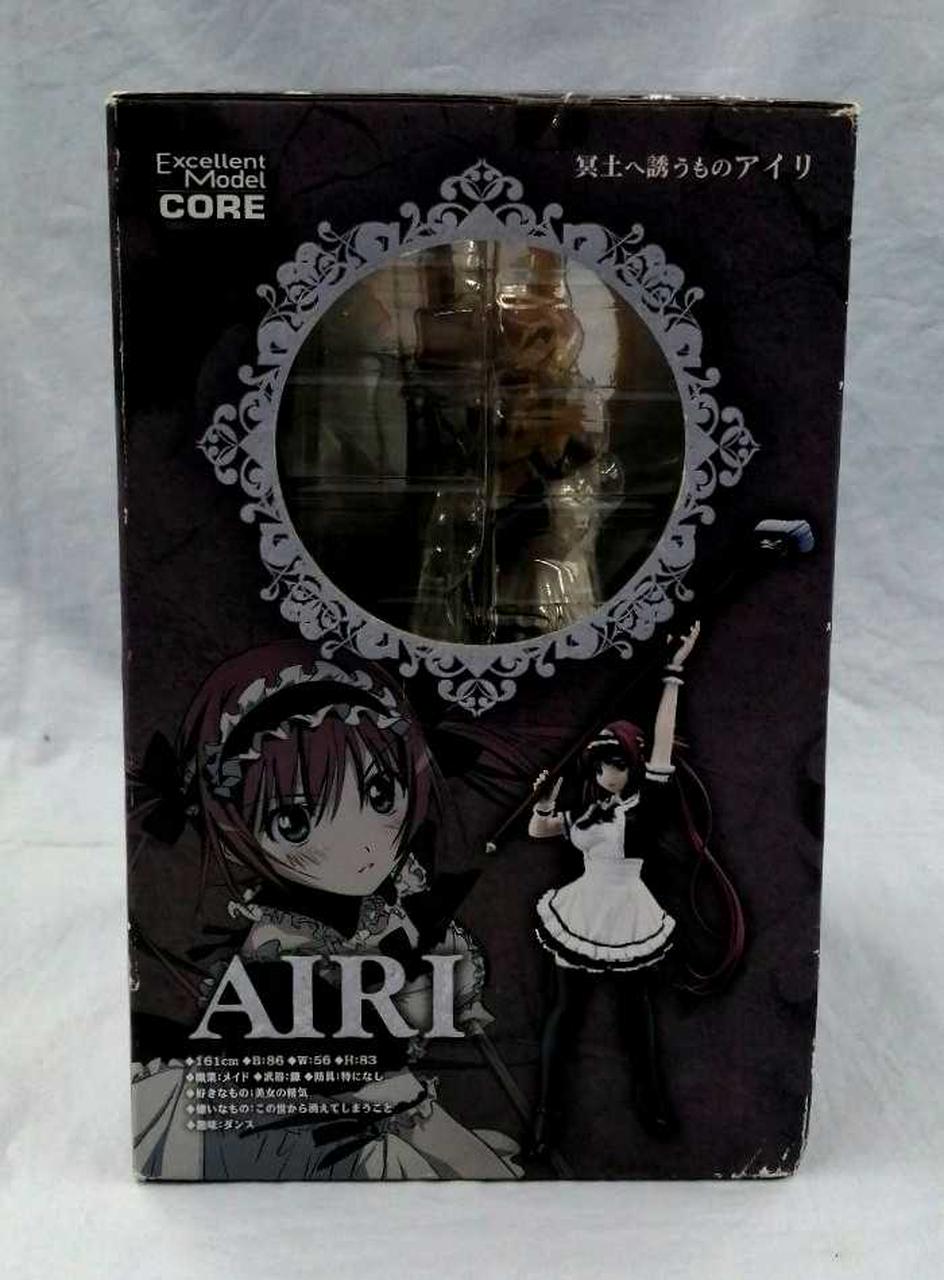 Excellent
Model
CORE
冥土へ誘うものアイリ
AIRI
◆161cm ◆B:86 ◆W:56 ◆H:83
◆職業:メイド ◆武器:鎌 ◆防具:特になし
◆好きなもの:美女の精気
◆嫌いなもの:この世から消えてしまうこと
◆趣味:ダンス